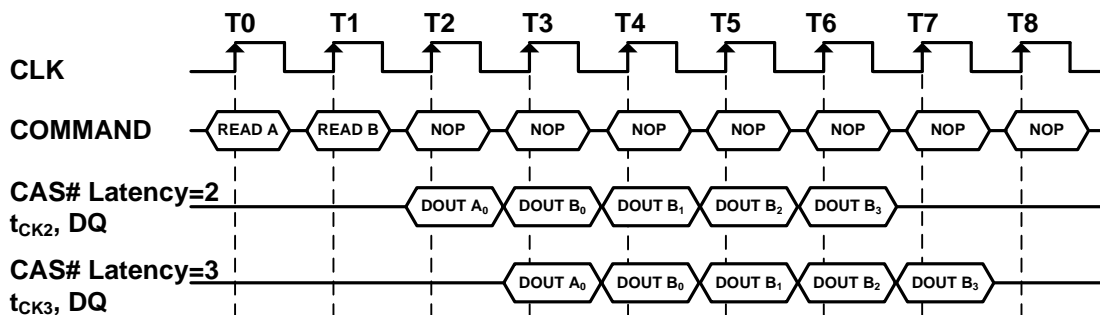 T0 T1 T2 T3 T4 T5 T6 T7 T8
CLK
COMMAND READ A READ B NOP NOP NOP NOP NOP NOP NOP
CAS# Latency=2
tCK2, DQ DOUT A0 DOUT B0 DOUT B1 DOUT B2 DOUT B3
CAS# Latency=3
tCK3, DQ DOUT A0 DOUT B0 DOUT B1 DOUT B2 DOUT B3